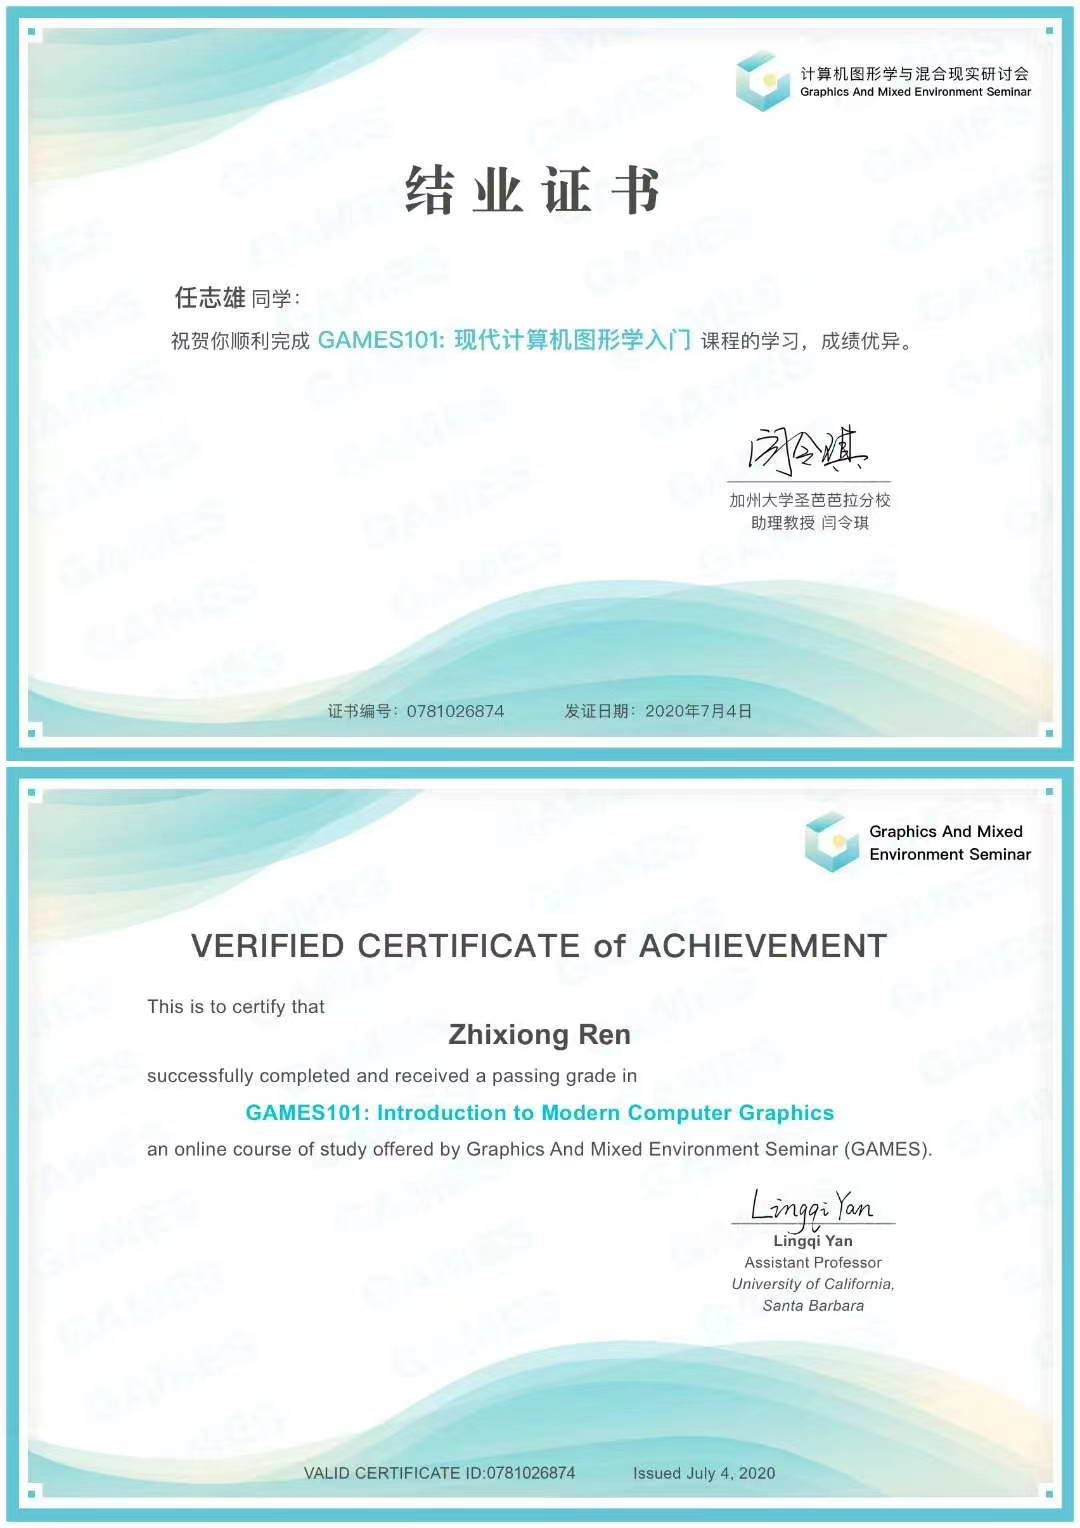 计算机图形学与混合现实研讨会
Graphics And Mixed Environment Seminar
结业证书
任志雄 同学：
祝贺你顺利完成 GAMES101: 现代计算机图形学入门 课程的学习，成绩优异。
闫令琪
加州大学圣芭芭拉分校
助理教授 闫令琪
证书编号：0781026874 发证日期：2020年7月4日
Graphics And Mixed
Environment Seminar
VERIFIED CERTIFICATE of ACHIEVEMENT
This is to certify that
Zhixiong Ren
successfully completed and received a passing grade in
GAMES101: Introduction to Modern Computer Graphics
an online course of study offered by Graphics And Mixed Environment Seminar (GAMES).
Lingqi Yan
Lingqi Yan
Assistant Professor
University of California,
Santa Barbara
VALID CERTIFICATE ID:0781026874 Issued July 4, 2020